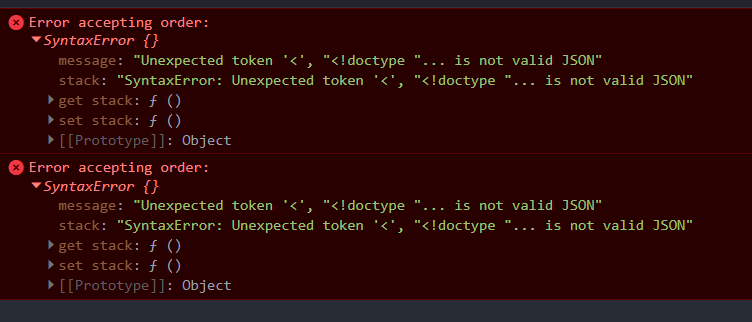 Error accepting order:
SyntaxError {}
message: "Unexpected token '<', "<!doctype "... is not valid JSON"
stack: "SyntaxError: Unexpected token '<', "<!doctype "... is not valid JSON"
get stack: ƒ ()
set stack: ƒ ()
[[Prototype]]: Object
Error accepting order:
SyntaxError {}
message: "Unexpected token '<', "<!doctype "... is not valid JSON"
stack: "SyntaxError: Unexpected token '<', "<!doctype "... is not valid JSON"
get stack: ƒ ()
set stack: ƒ ()
[[Prototype]]: Object